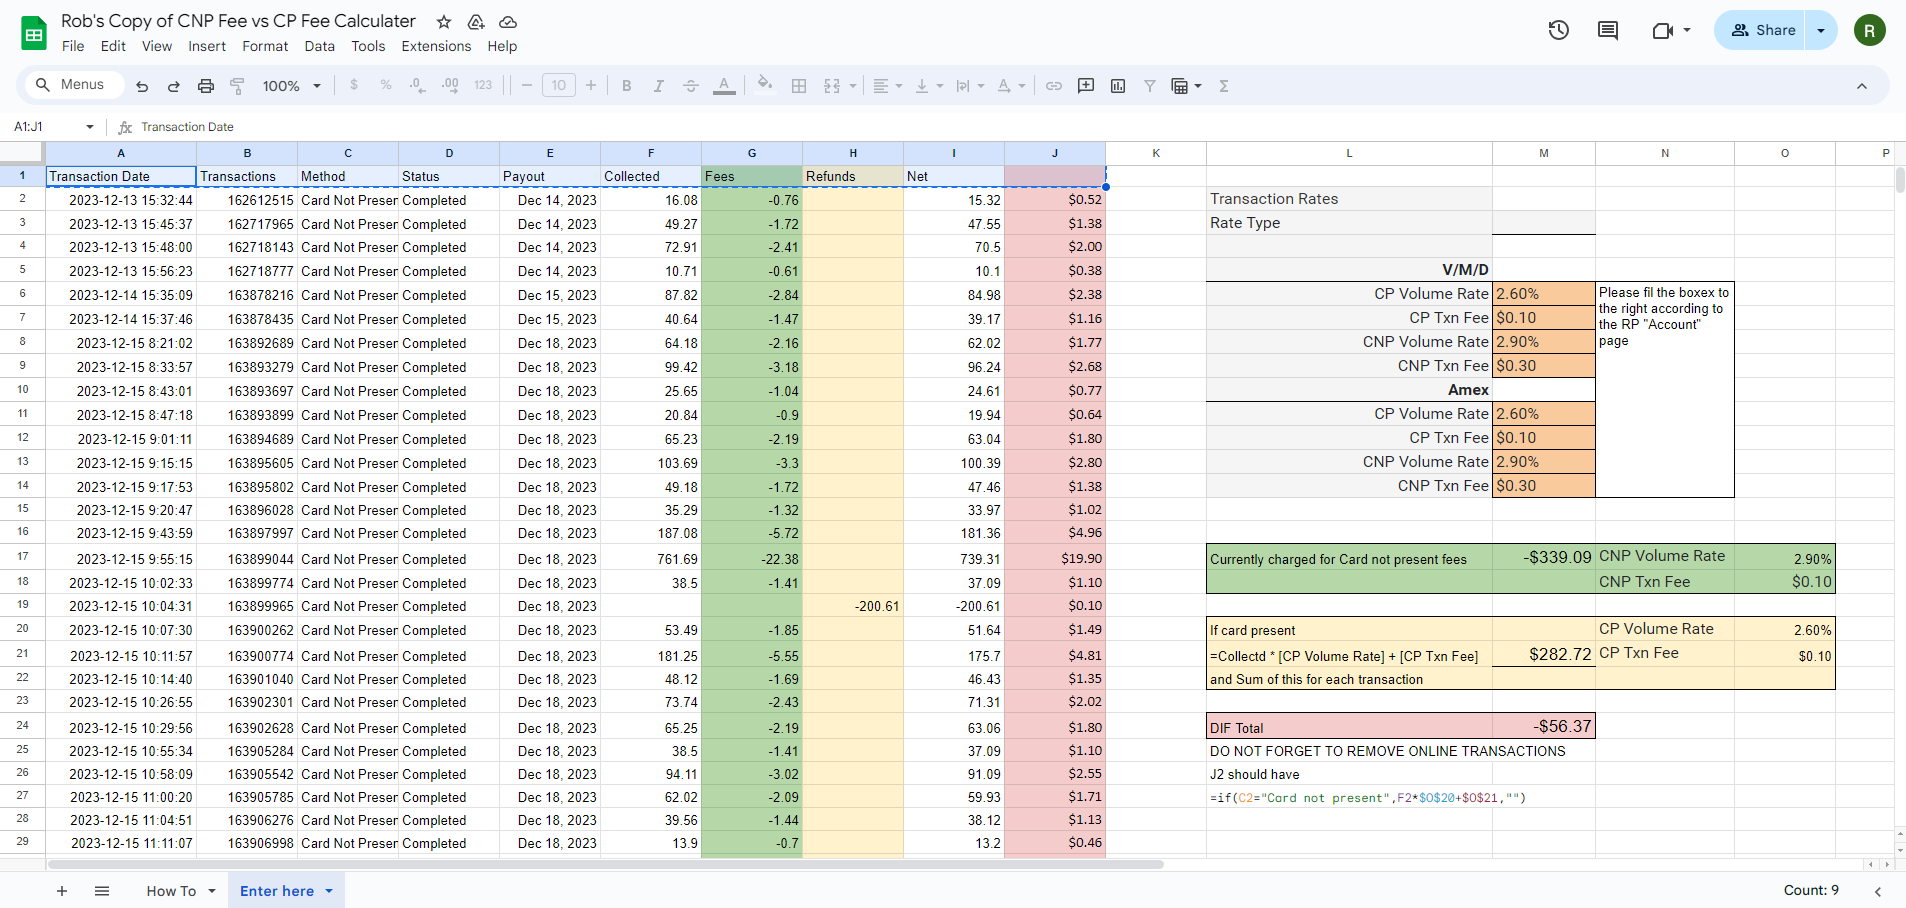 Rob's Copy of CNP Fee vs CP Fee Calculater
File Edit View Insert Format Data Tools Extensions Help
Share
R
Menus 100% $ % .0 .00 123 10 B I A
A1:J1 fx Transaction Date
A B C D E F G H I J K L M N O P
1 Transaction Date Transactions Method Status Payout Collected Fees Refunds Net
2 2023-12-13 15:32:44 162612515 Card Not Presen Completed Dec 14, 2023 16.08 -0.76 15.32 $0.52 Transaction Rates
3 2023-12-13 15:45:37 162717965 Card Not Presen Completed Dec 14, 2023 49.27 -1.72 47.55 $1.38 Rate Type
4 2023-12-13 15:48:00 162718143 Card Not Presen Completed Dec 14, 2023 72.91 -2.41 70.5 $2.00
5 2023-12-13 15:56:23 162718777 Card Not Presen Completed Dec 14, 2023 10.71 -0.61 10.1 $0.38 V/M/D
6 2023-12-14 15:35:09 163878216 Card Not Presen Completed Dec 15, 2023 87.82 -2.84 84.98 $2.38 CP Volume Rate 2.60% Please fil the boxex to
the right according to
7 2023-12-14 15:37:46 163878435 Card Not Presen Completed Dec 15, 2023 40.64 -1.47 39.17 $1.16 CP Txn Fee $0.10 the RP "Account"
8 2023-12-15 8:21:02 163892689 Card Not Presen Completed Dec 18, 2023 64.18 -2.16 62.02 $1.77 CNP Volume Rate 2.90% page
9 2023-12-15 8:33:57 163893279 Card Not Presen Completed Dec 18, 2023 99.42 -3.18 96.24 $2.68 CNP Txn Fee $0.30
10 2023-12-15 8:43:01 163893697 Card Not Presen Completed Dec 18, 2023 25.65 -1.04 24.61 $0.77 Amex
11 2023-12-15 8:47:18 163893899 Card Not Presen Completed Dec 18, 2023 20.84 -0.9 19.94 $0.64 CP Volume Rate 2.60%
12 2023-12-15 9:01:11 163894689 Card Not Presen Completed Dec 18, 2023 65.23 -2.19 63.04 $1.80 CP Txn Fee $0.10
13 2023-12-15 9:15:15 163895605 Card Not Presen Completed Dec 18, 2023 103.69 -3.3 100.39 $2.80 CNP Volume Rate 2.90%
14 2023-12-15 9:17:53 163895802 Card Not Presen Completed Dec 18, 2023 49.18 -1.72 47.46 $1.38 CNP Txn Fee $0.30
15 2023-12-15 9:20:47 163896028 Card Not Presen Completed Dec 18, 2023 35.29 -1.32 33.97 $1.02
16 2023-12-15 9:43:59 163897997 Card Not Presen Completed Dec 18, 2023 187.08 -5.72 181.36 $4.96
17 2023-12-15 9:55:15 163899044 Card Not Presen Completed Dec 18, 2023 761.69 -22.38 739.31 $19.90 Currently charged for Card not present fees -$339.09 CNP Volume Rate 2.90%
18 2023-12-15 10:02:33 163899774 Card Not Presen Completed Dec 18, 2023 38.5 -1.41 37.09 $1.10 CNP Txn Fee $0.10
19 2023-12-15 10:04:31 163899965 Card Not Presen Completed Dec 18, 2023 -200.61 -200.61 $0.10
20 2023-12-15 10:07:30 163900262 Card Not Presen Completed Dec 18, 2023 53.49 -1.85 51.64 $1.49 If card present CP Volume Rate 2.60%
21 2023-12-15 10:11:57 163900774 Card Not Presen Completed Dec 18, 2023 181.25 -5.55 175.7 $4.81 =Collectd * [CP Volume Rate] + [CP Txn Fee] $282.72 CP Txn Fee $0.10
22 2023-12-15 10:14:40 163901040 Card Not Presen Completed Dec 18, 2023 48.12 -1.69 46.43 $1.35 and Sum of this for each transaction
23 2023-12-15 10:26:55 163902301 Card Not Presen Completed Dec 18, 2023 73.74 -2.43 71.31 $2.02
24 2023-12-15 10:29:56 163902628 Card Not Presen Completed Dec 18, 2023 65.25 -2.19 63.06 $1.80 DIF Total -$56.37
25 2023-12-15 10:55:34 163905284 Card Not Presen Completed Dec 18, 2023 38.5 -1.41 37.09 $1.10 DO NOT FORGET TO REMOVE ONLINE TRANSACTIONS
26 2023-12-15 10:58:09 163905542 Card Not Presen Completed Dec 18, 2023 94.11 -3.02 91.09 $2.55 J2 should have
27 2023-12-15 11:00:20 163905785 Card Not Presen Completed Dec 18, 2023 62.02 -2.09 59.93 $1.71 =if(C2="Card not present",F2*$O$20+$O$21,"")
28 2023-12-15 11:04:51 163906276 Card Not Presen Completed Dec 18, 2023 39.56 -1.44 38.12 $1.13
29 2023-12-15 11:11:07 163906998 Card Not Presen Completed Dec 18, 2023 13.9 -0.7 13.2 $0.46
How To Enter here Count: 9